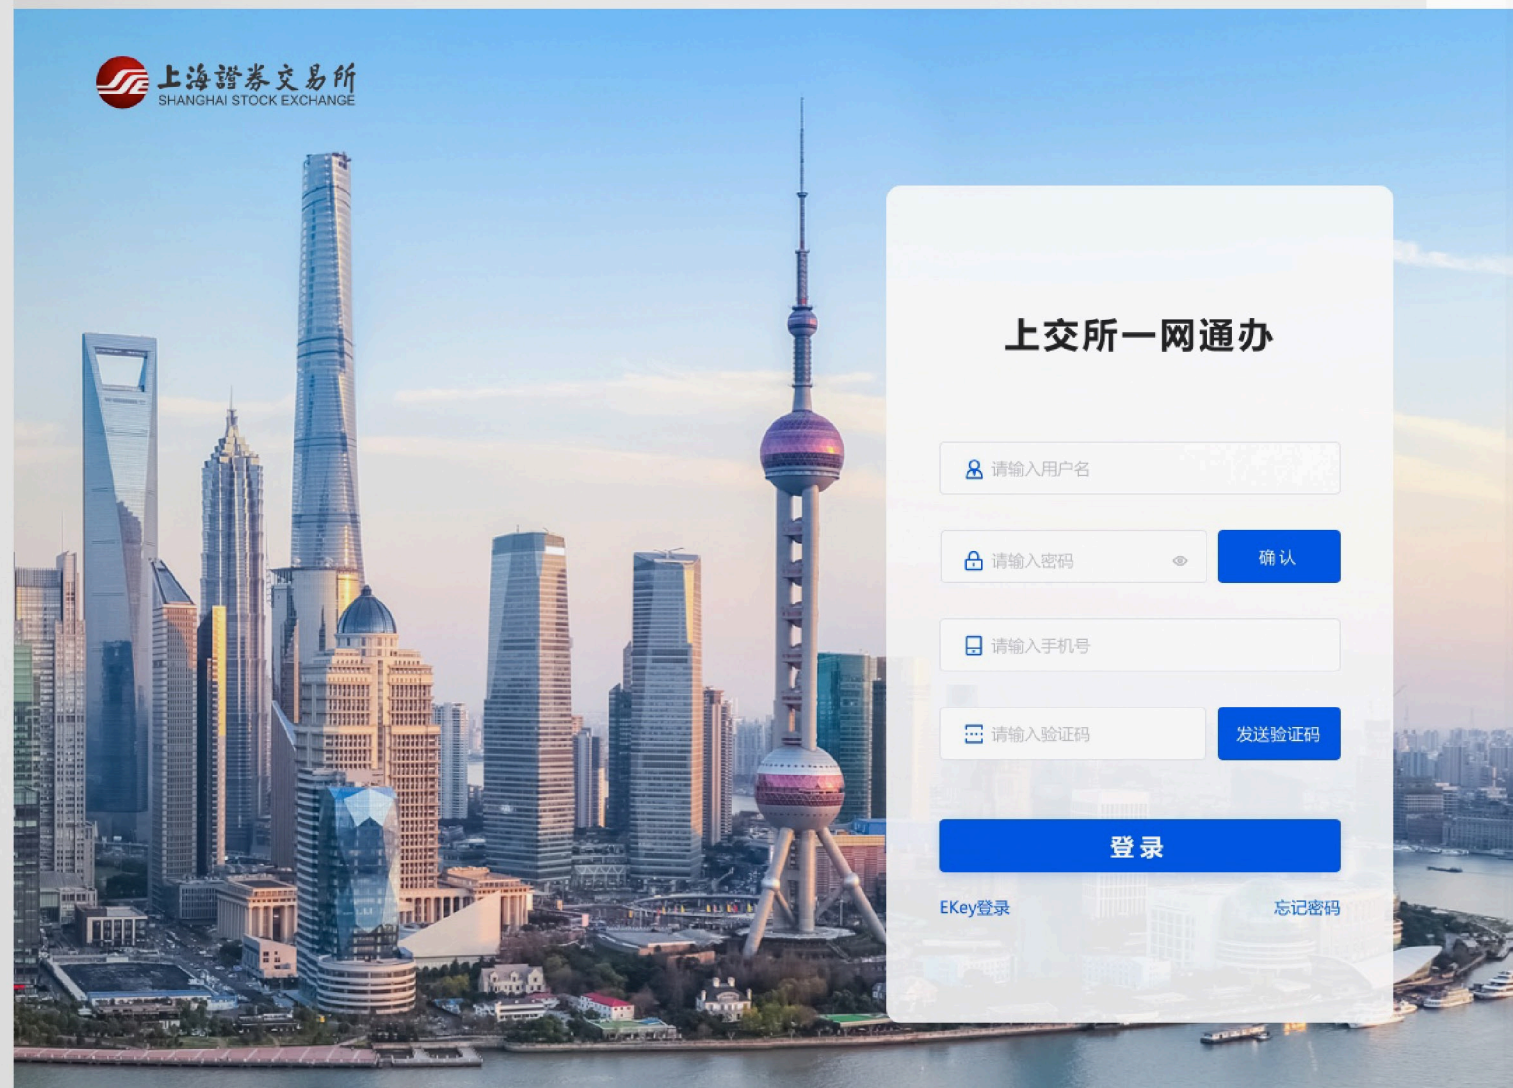 上海證券交易所
SHANGHAI STOCK EXCHANGE
上交所一网通办
请输入用户名
请输入密码
确认
请输入手机号
请输入验证码
发送验证码
登录
EKey登录
忘记密码